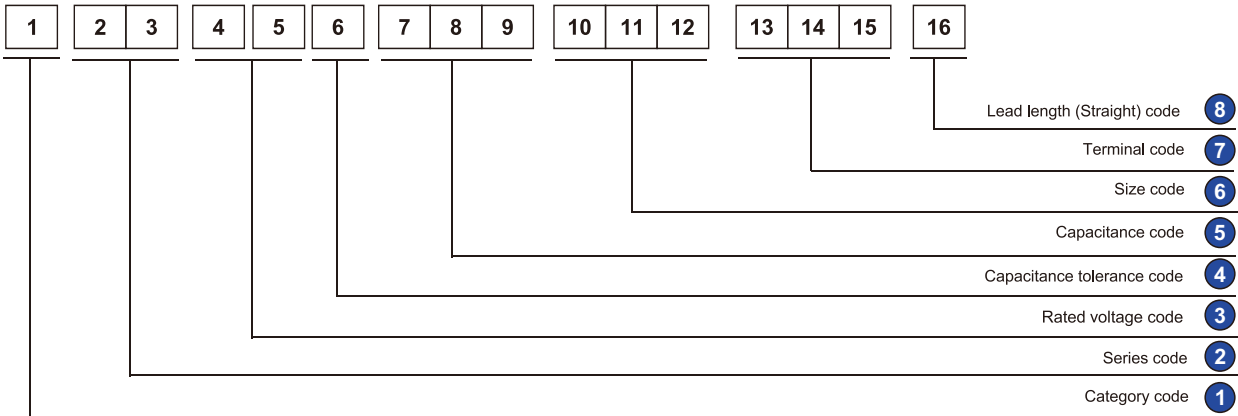 1 2 3 4 5 6 7 8 9 10 11 12 13 14 15 16
Lead length (Straight) code 8
Terminal code 7
Size code 6
Capacitance code 5
Capacitance tolerance code 4
Rated voltage code 3
Series code 2
Category code 1